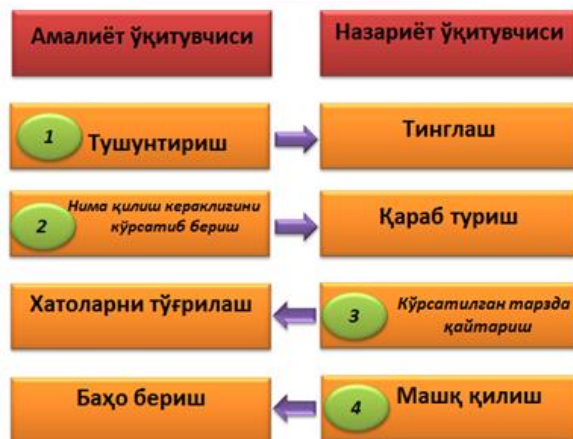 Амалиёт ўқитувчиси
Назариёт ўқитувчиси
1
Тушунтириш
Тинглаш
2
Нима қилиш кераклигини
кўрсатиб бериш
Қараб туриш
Хатоларни тўғрилаш
3
Кўрсатилган тарзда
қайтариш
Баҳо бериш
4
Машқ қилиш